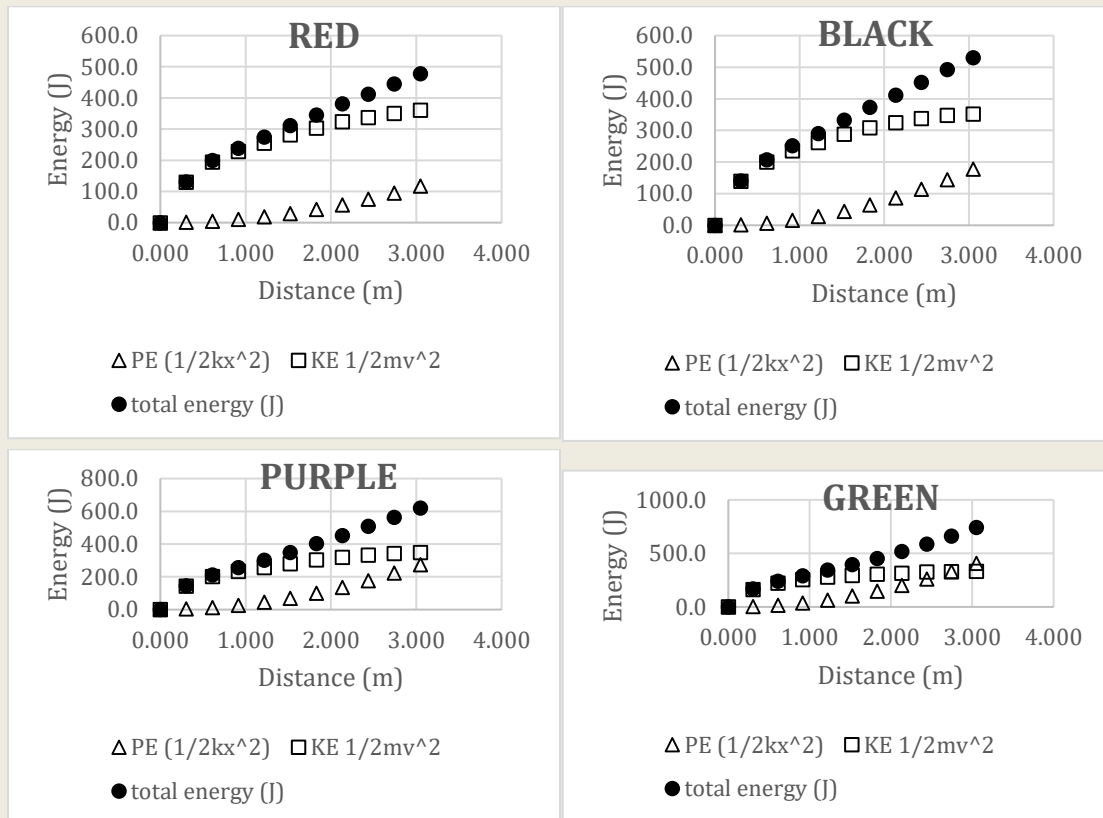 RED
600.0
500.0
400.0
300.0
200.0
100.0
0.0
Energy (J)
0.000 1.000 2.000 3.000 4.000
Distance (m)
PE (1/2kx^2) KE 1/2mv^2
total energy (J)
BLACK
600.0
500.0
400.0
300.0
200.0
100.0
0.0
Energy (J)
0.000 1.000 2.000 3.000 4.000
Distance (m)
PE (1/2kx^2) KE 1/2mv^2
total energy (J)
PURPLE
800.0
600.0
400.0
200.0
0.0
Energy (J)
0.000 1.000 2.000 3.000 4.000
Distance (m)
PE (1/2kx^2) KE 1/2mv^2
total energy (J)
GREEN
1000.0
500.0
0.0
Energy (J)
0.000 1.000 2.000 3.000 4.000
Distance (m)
PE (1/2kx^2) KE 1/2mv^2
total energy (J)